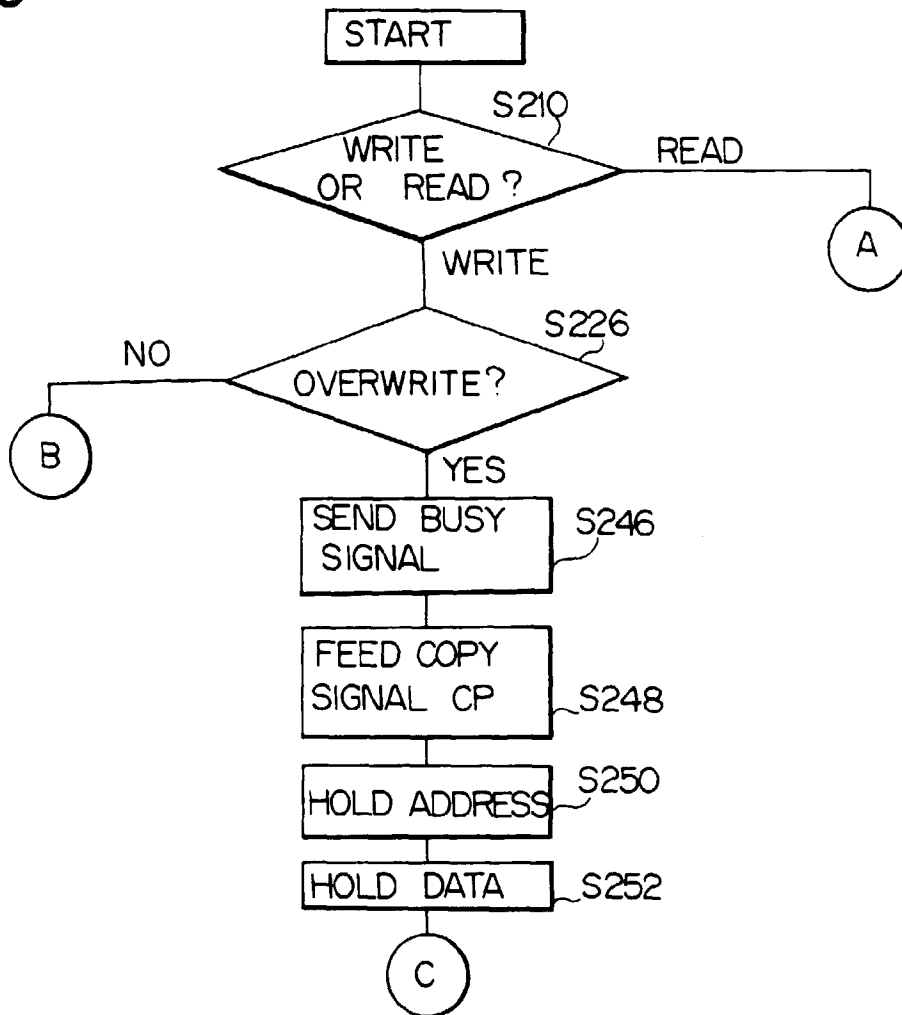 START
S210
WRITE
OR READ?
READ
A
WRITE
S226
NO
OVERWRITE?
B
YES
SEND BUSY
SIGNAL
S246
FEED COPY
SIGNAL CP
S248
HOLD ADDRESS
S250
HOLD DATA
S252
C